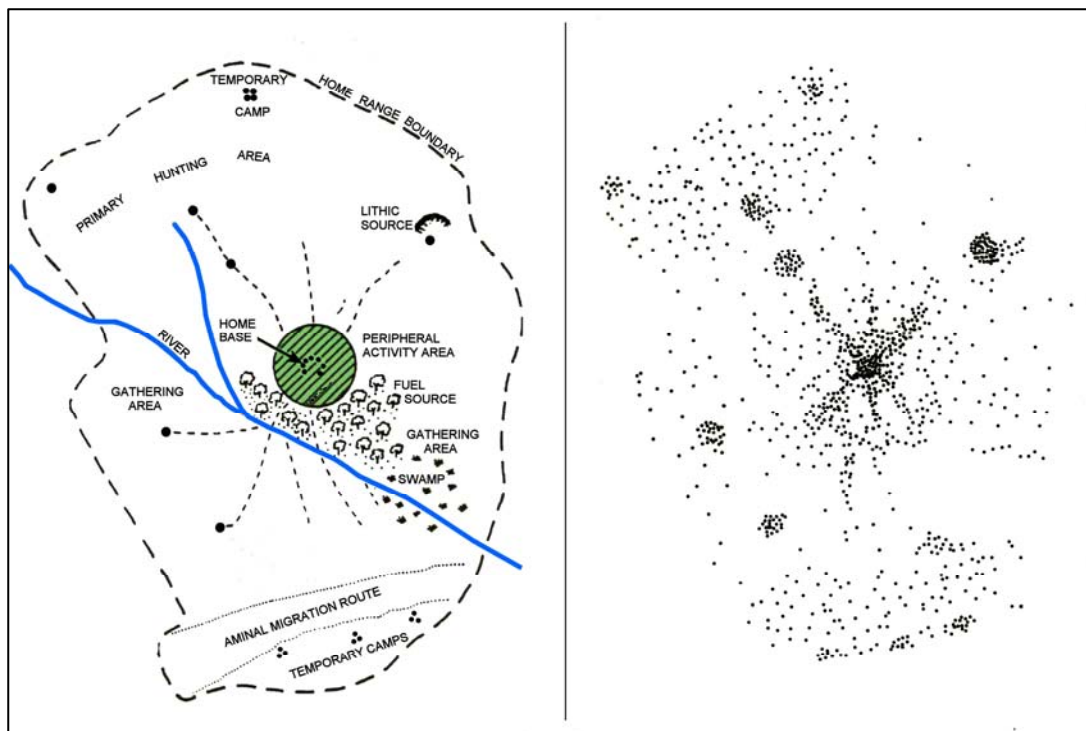 TEMPORARY
CAMP
HOME RANGE BOUNDARY
PRIMARY HUNTING AREA
LITHIC
SOURCE
HOME
BASE
RIVER
PERIPHERAL
ACTIVITY AREA
GATHERING
AREA
FUEL
SOURCE
GATHERING
AREA
SWAMP
AMINAL MIGRATION ROUTE
TEMPORARY CAMPS